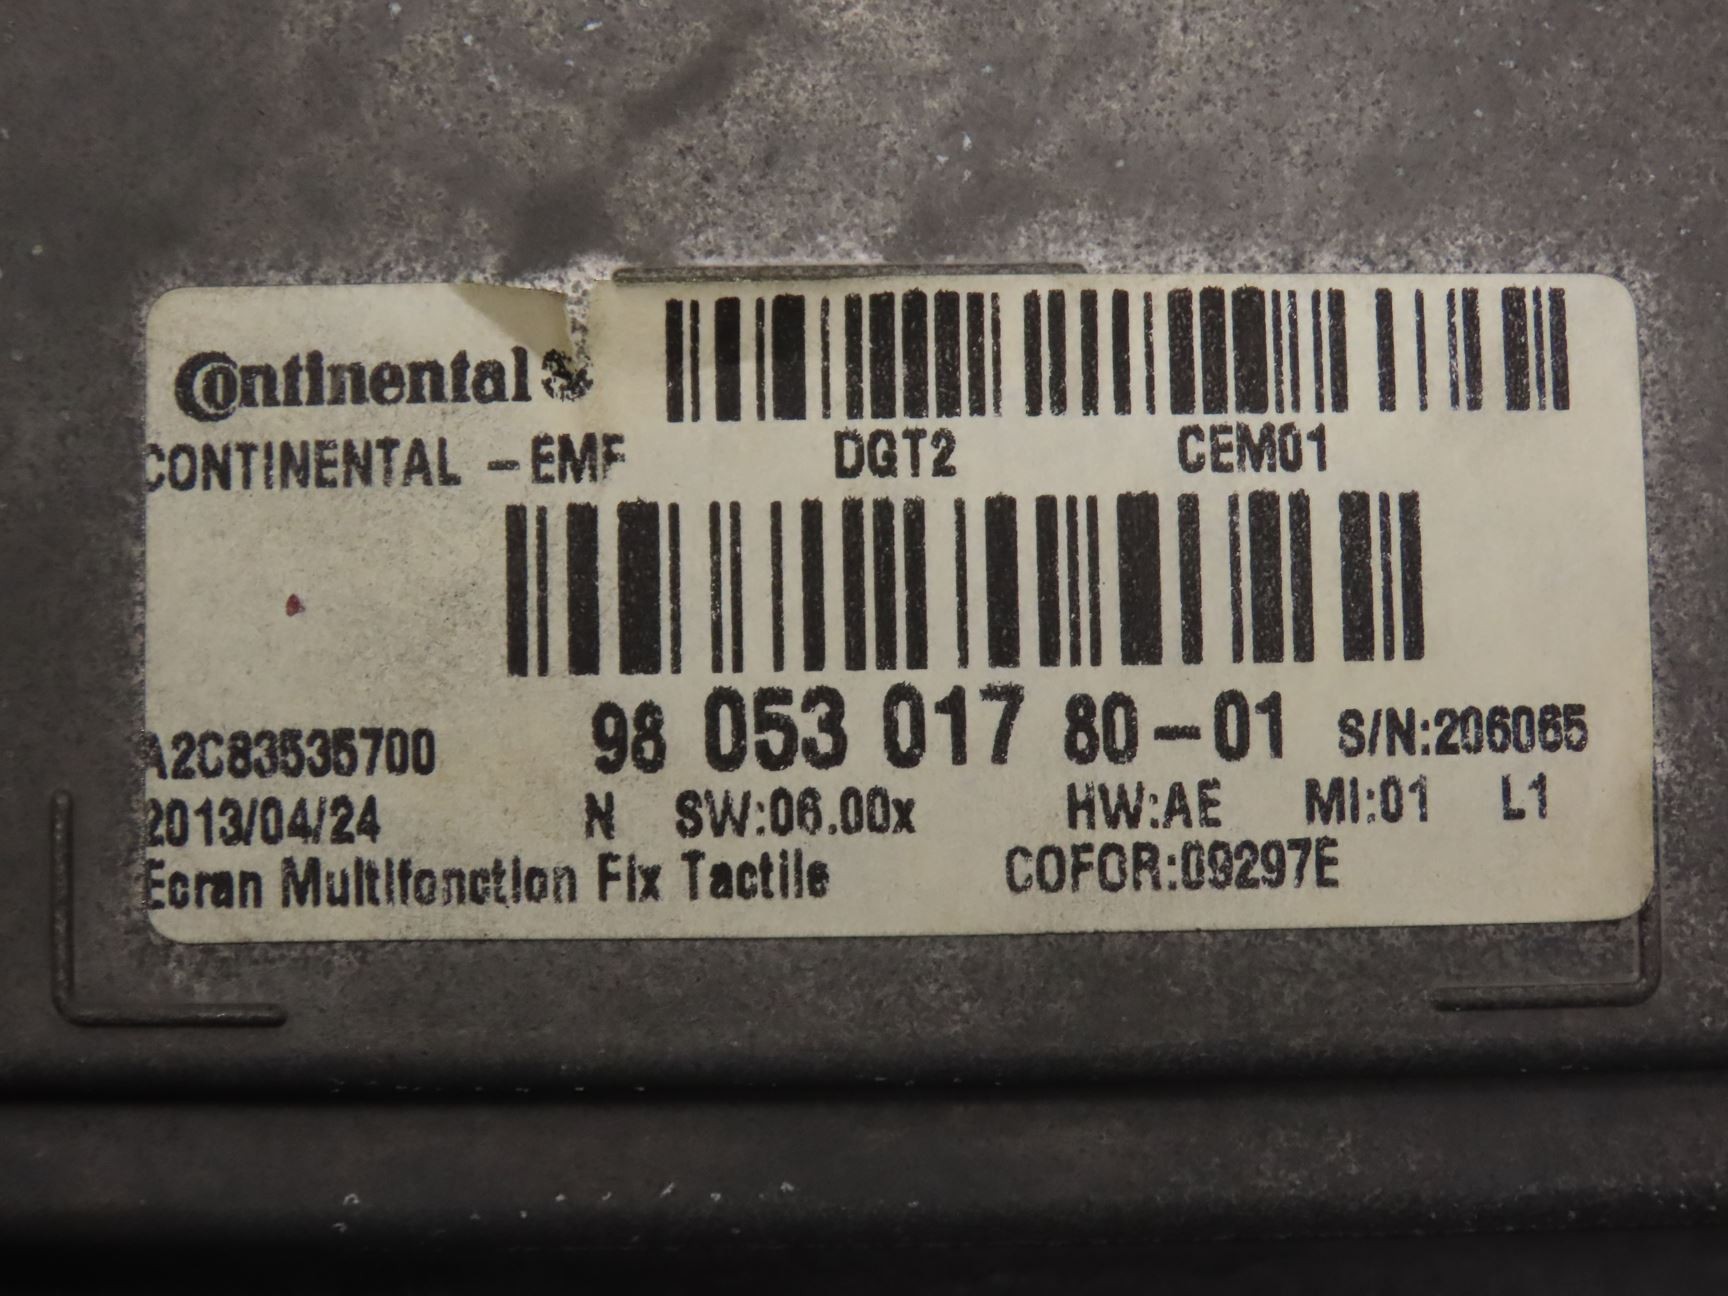 Continental
CONTINENTAL -EMF DGT2 CEM01
98 053 017 80-01 S/N:206065
A2C83535700
2013/04/24 N SW:06.00x HW:AE MI:01 L1
Ecran Multifonction Fix Tactile COFOR:09297E